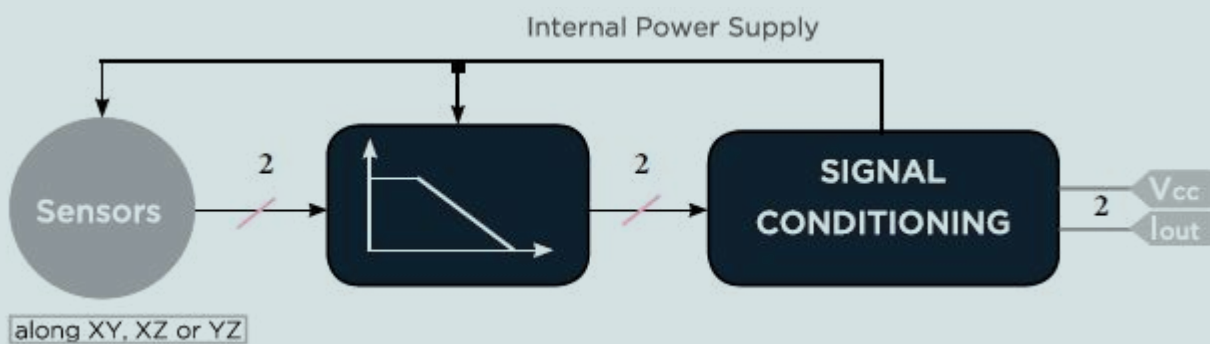 Internal Power Supply
Sensors
2
2
SIGNAL
CONDITIONING
Vcc
2
Iout
along XY, XZ or YZ